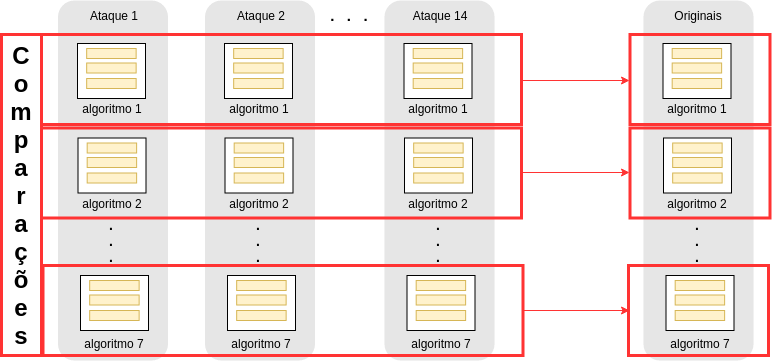 Ataque 1 Ataque 2 . . . Ataque 14 Originais
Comparações
algoritmo 1 algoritmo 1 algoritmo 1 algoritmo 1
algoritmo 2 algoritmo 2 algoritmo 2 algoritmo 2
. . . .
. . . .
. . . .
algoritmo 7 algoritmo 7 algoritmo 7 algoritmo 7